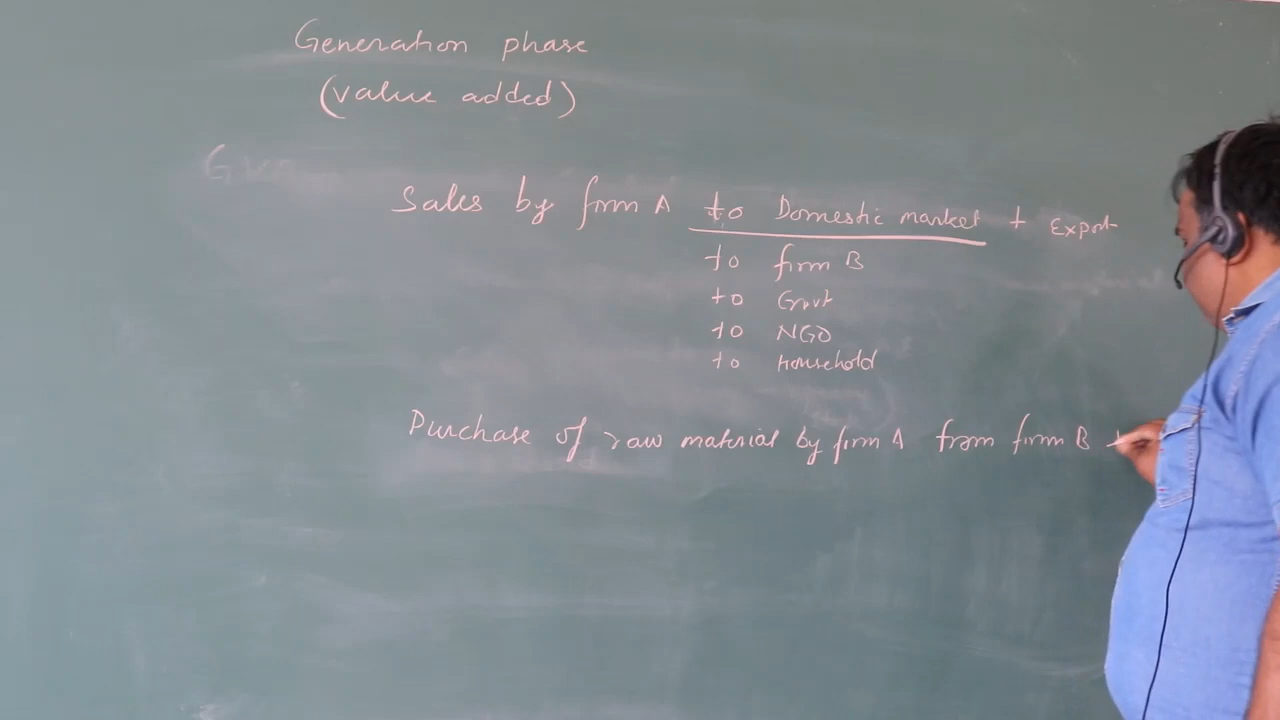 Generation phase
(value added)
Sales by firm A to Domestic market + Export
to firm B
to Govt
to NGO
to Household
Purchase of raw material by firm A from firm B +